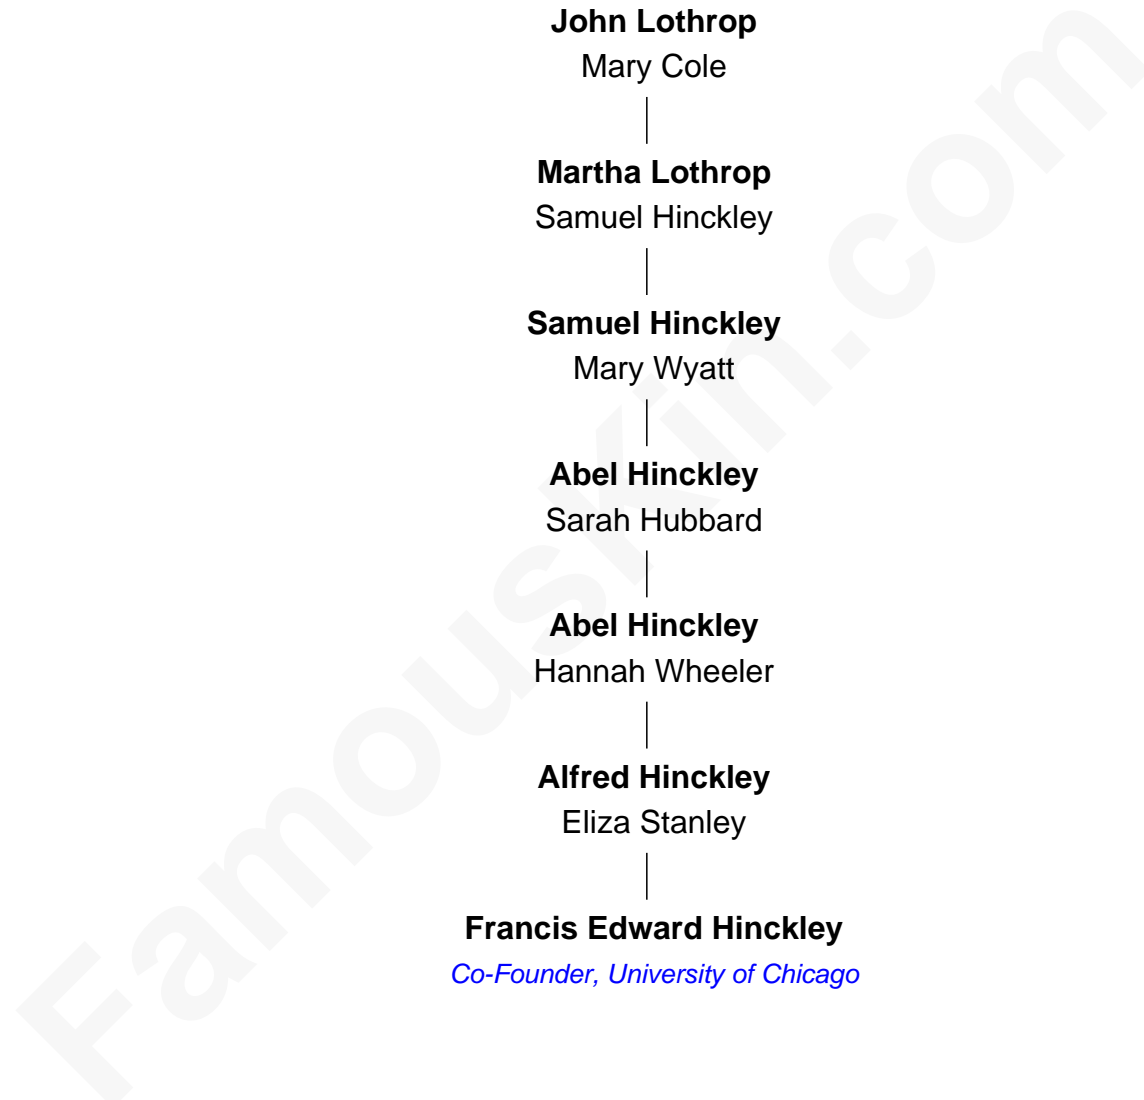 John Lothrop
Mary Cole
Martha Lothrop
Samuel Hinckley
Samuel Hinckley
Mary Wyatt
Abel Hinckley
Sarah Hubbard
Abel Hinckley
Hannah Wheeler
Alfred Hinckley
Eliza Stanley
Francis Edward Hinckley
Co-Founder, University of Chicago
FamousKin.com